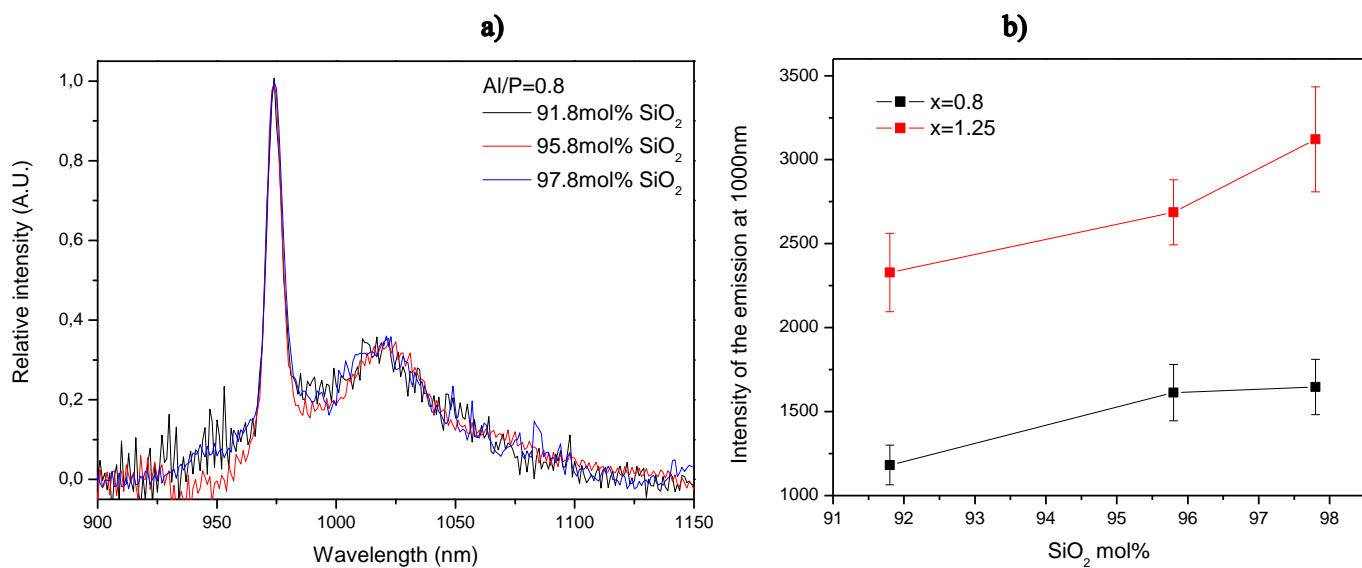 a)
Relative intensity (A.U.)
1,0
0,8
0,6
0,4
0,2
0,0
Al/P=0.8
91.8mol% SiO₂
95.8mol% SiO₂
97.8mol% SiO₂
900 950 1000 1050 1100 1150
Wavelength (nm)
b)
Intensity of the emission at 1000nm
3500
3000
2500
2000
1500
1000
x=0.8
x=1.25
91 92 93 94 95 96 97 98
SiO₂ mol%